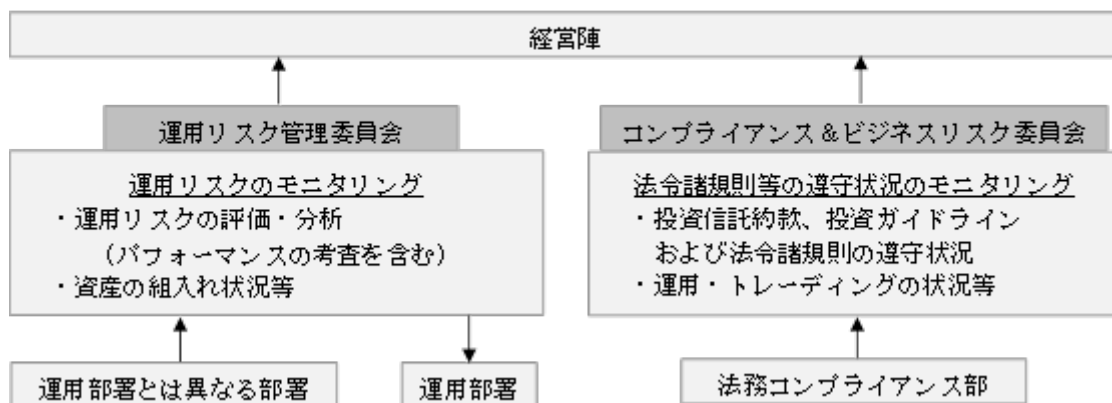 経営陣
運用リスク管理委員会
運用リスクのモニタリング
・運用リスクの評価・分析
（パフォーマンスの考査を含む）
・資産の組入れ状況等
運用部署とは異なる部署
運用部署
コンプライアンス＆ビジネスリスク委員会
法令諸規則等の遵守状況のモニタリング
・投資信託約款、投資ガイドライン
および法令諸規則の遵守状況
・運用・トレーディングの状況等
法務コンプライアンス部